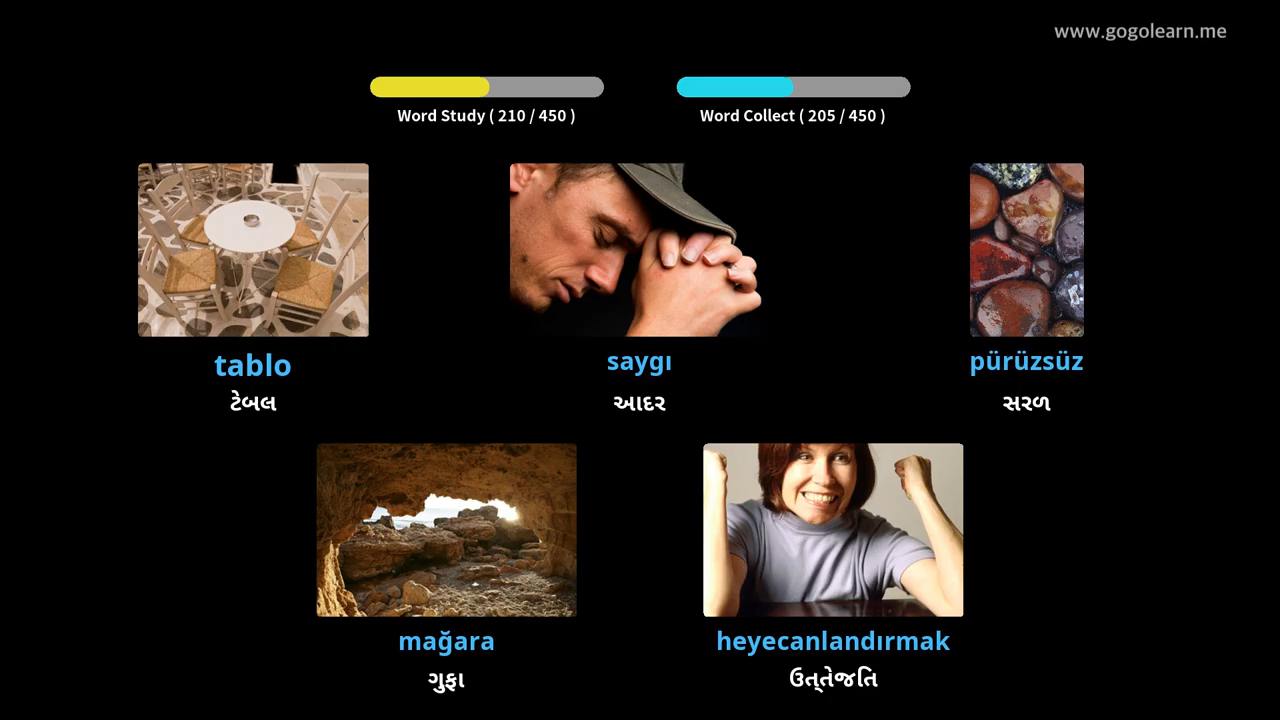 www.gogolearn.me
Word Study ( 210 / 450 )
Word Collect ( 205 / 450 )
tablo
saygı
pürüzsüz
ટેબલ
આદર
સરળ
mağara
heyecanlandırmak
ગુફા
ઉત્તેજતિ